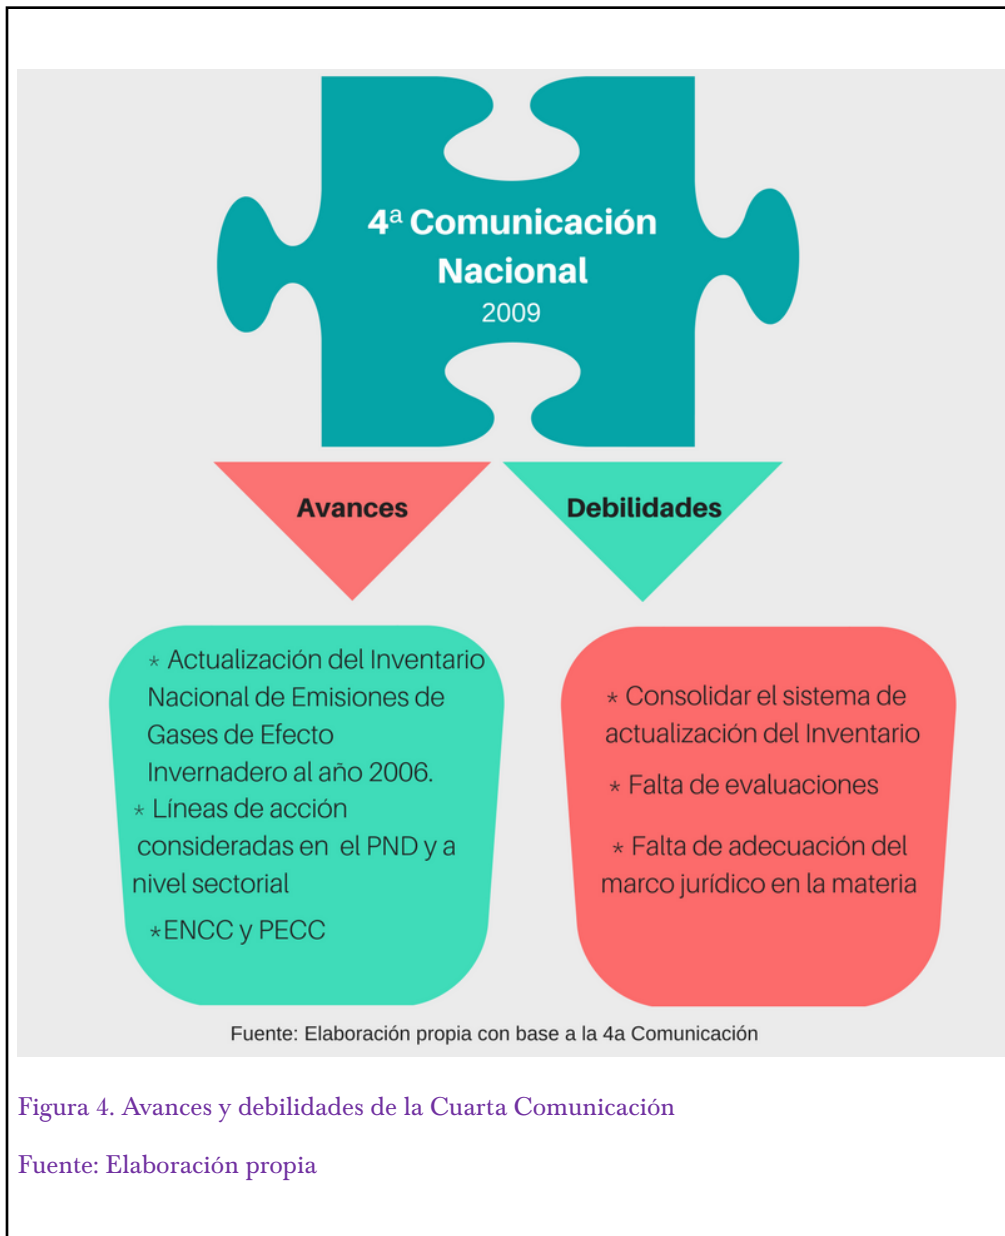 4ª Comunicación
Nacional
2009
Avances
Debilidades
* Actualización del Inventario
Nacional de Emisiones de
Gases de Efecto
Invernadero al año 2006.
* Líneas de acción
consideradas en el PND y a
nivel sectorial
*ENCC y PECC
* Consolidar el sistema de
actualización del Inventario
* Falta de evaluaciones
* Falta de adecuación del
marco jurídico en la materia
Fuente: Elaboración propia con base a la 4a Comunicación
Figura 4. Avances y debilidades de la Cuarta Comunicación
Fuente: Elaboración propia